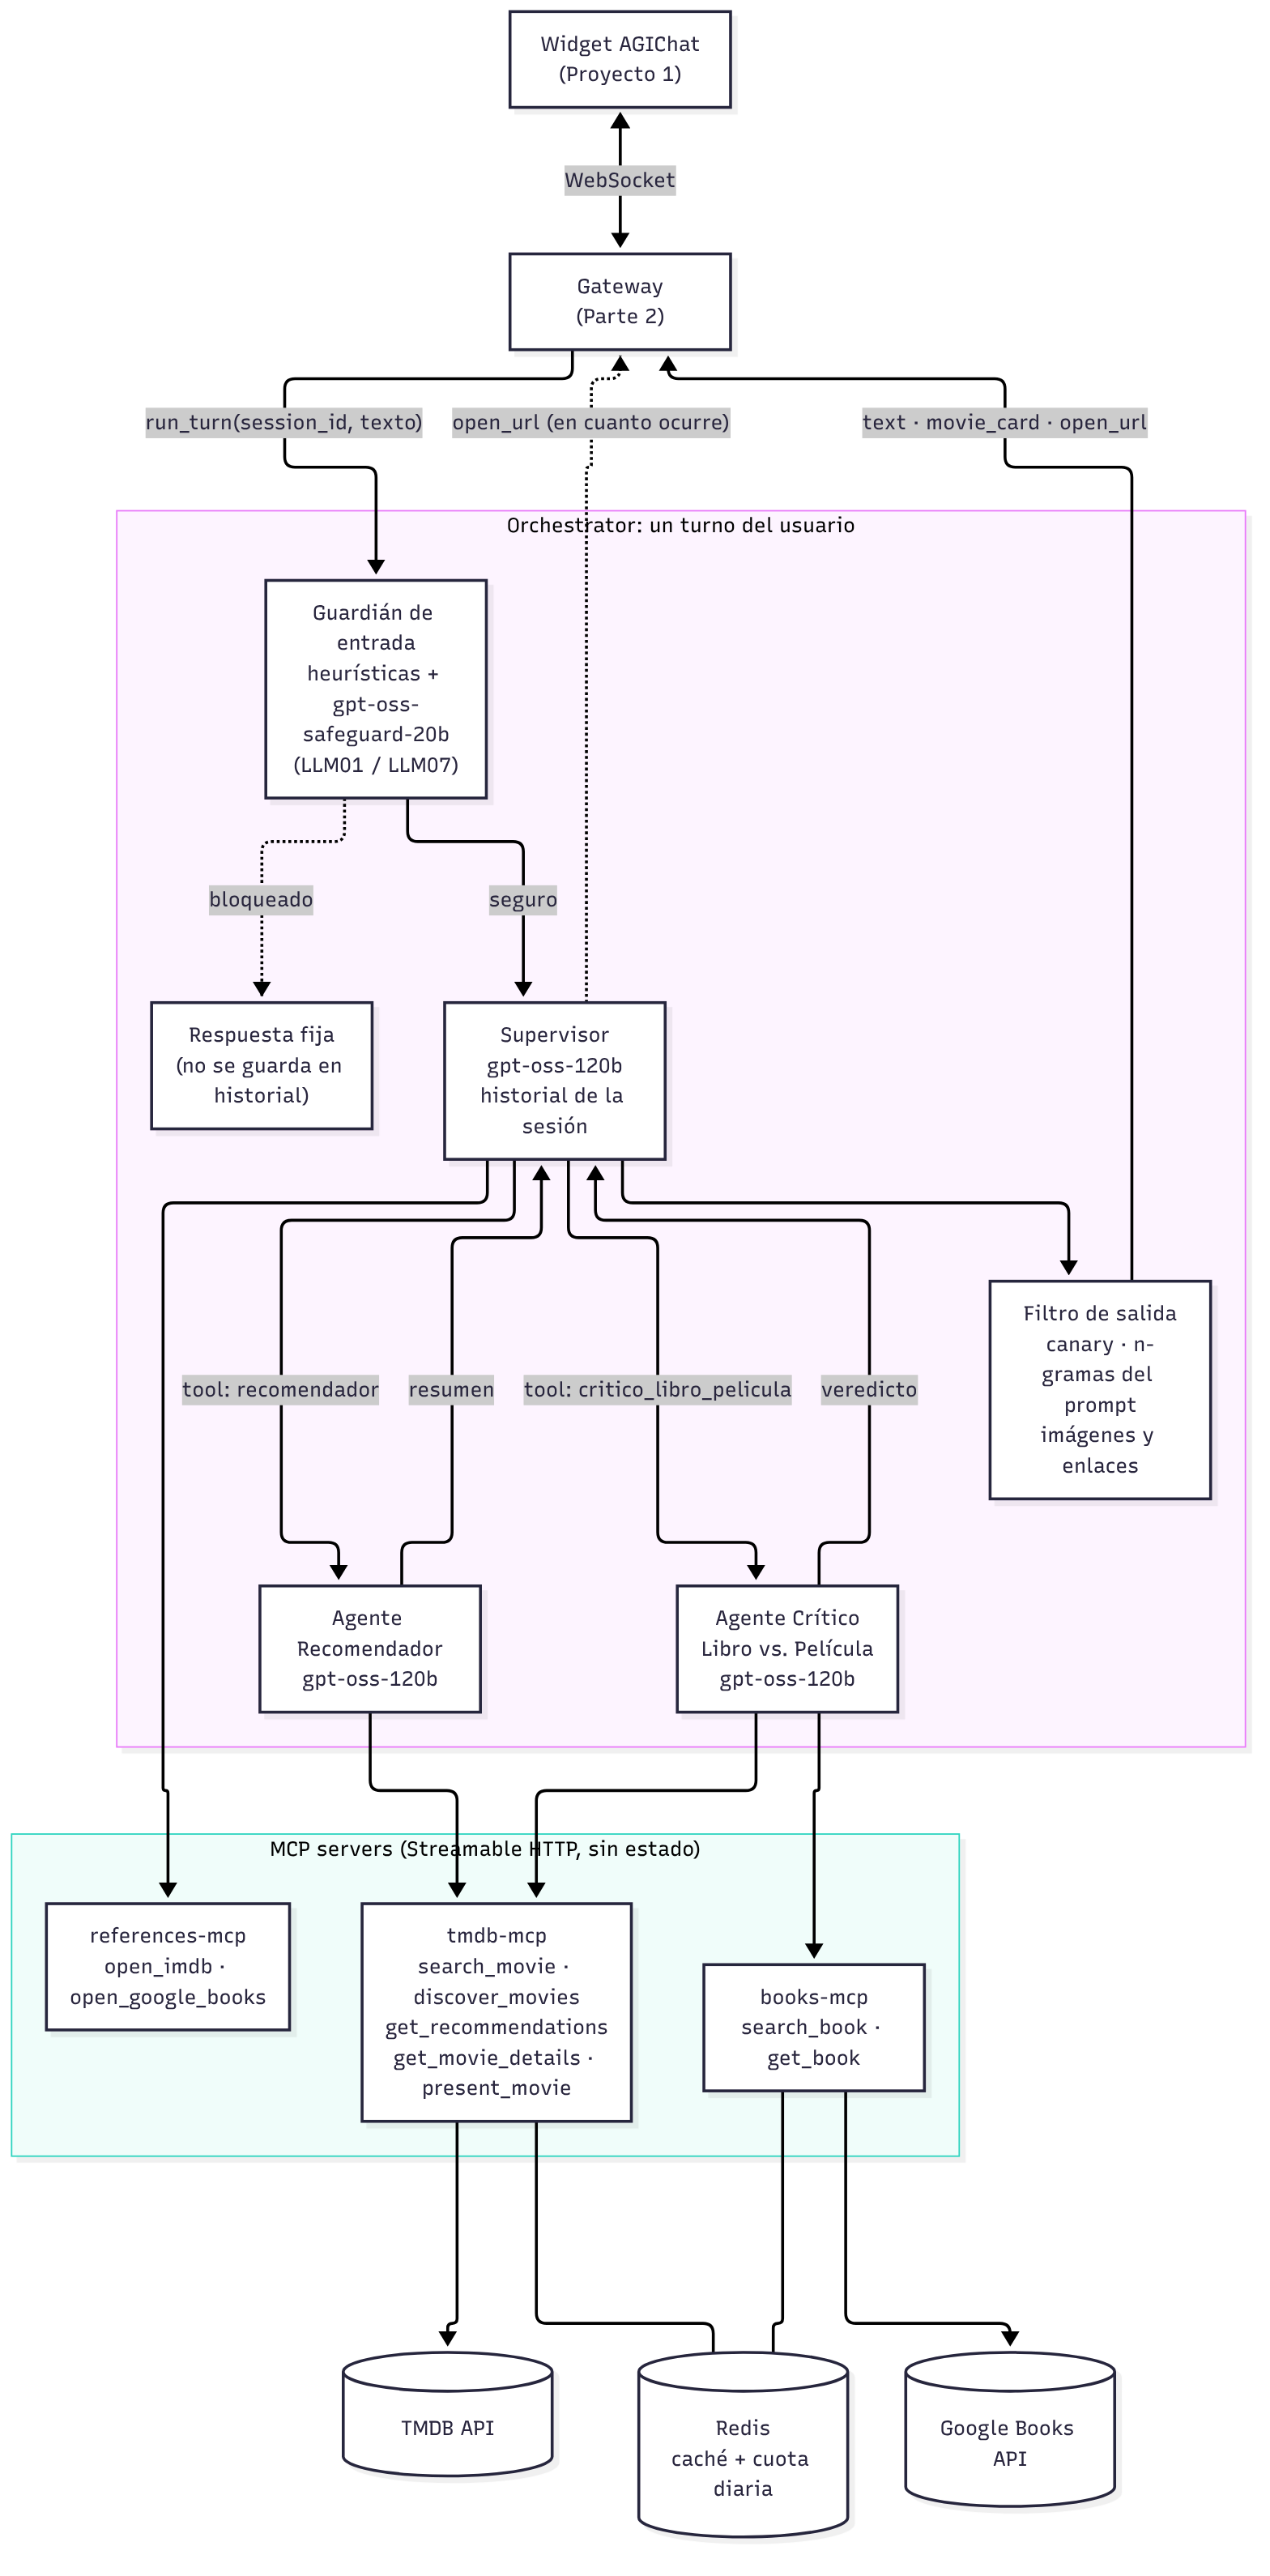 Widget AGIChat
(Proyecto 1)
WebSocket
Gateway
(Parte 2)
run_turn(session_id, texto)
open_url (en cuanto ocurre)
text · movie_card · open_url
Orchestrator: un turno del usuario
Guardián de
entrada
heurísticas +
gpt-oss-
safeguard-20b
(LLM01 / LLM07)
bloqueado
seguro
Respuesta fija
(no se guarda en
historial)
Supervisor
gpt-oss-120b
historial de la
sesión
Filtro de salida
canary · n-
gramas del
prompt
imágenes y
enlaces
tool: recomendador
resumen
tool: critico_libro_pelicula
veredicto
Agente
Recomendador
gpt-oss-120b
Agente Crítico
Libro vs. Película
gpt-oss-120b
MCP servers (Streamable HTTP, sin estado)
references-mcp
open_imdb ·
open_google_books
tmdb-mcp
search_movie ·
discover_movies
get_recommendations
get_movie_details ·
present_movie
books-mcp
search_book ·
get_book
TMDB API
Redis
caché + cuota
diaria
Google Books
API